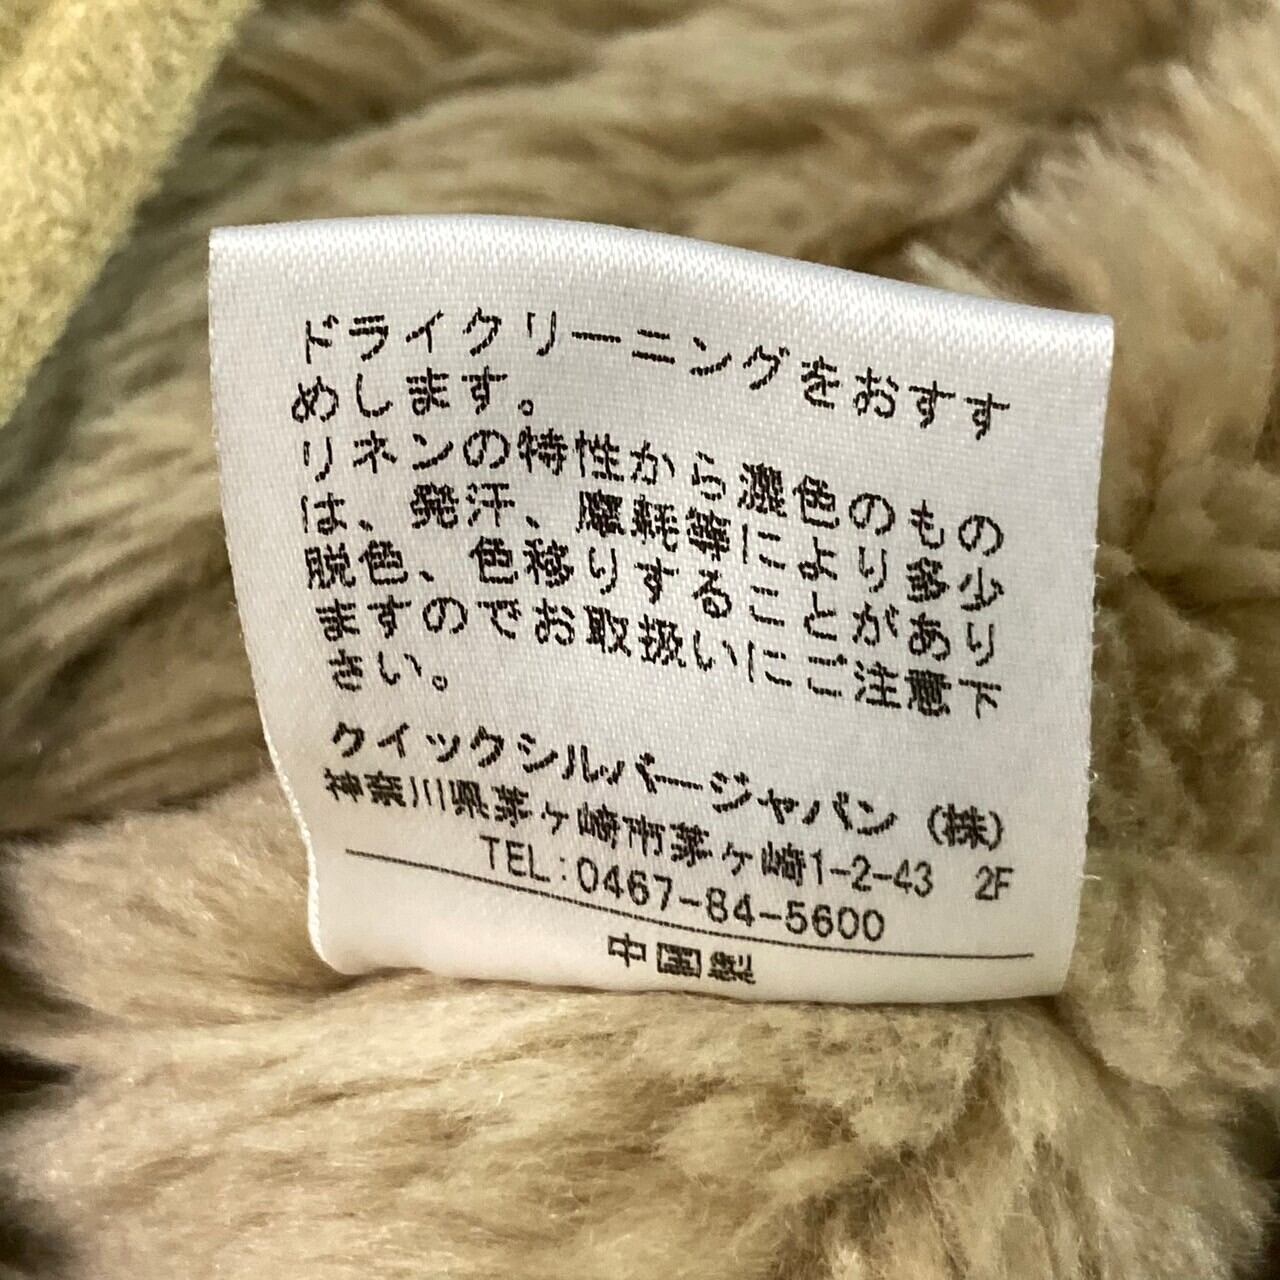 ドライクリーニングをおすす
めします。
リネンの特性から濃色のもの
は、発汗、磨耗等により多少
脱色、色移りすることがあり
ますのでお取扱いにご注意下
さい。
クイックシルバージャパン（株）
神奈川県茅ヶ崎市茅ヶ崎1-2-43 2F
TEL:0467-84-5600
中国製